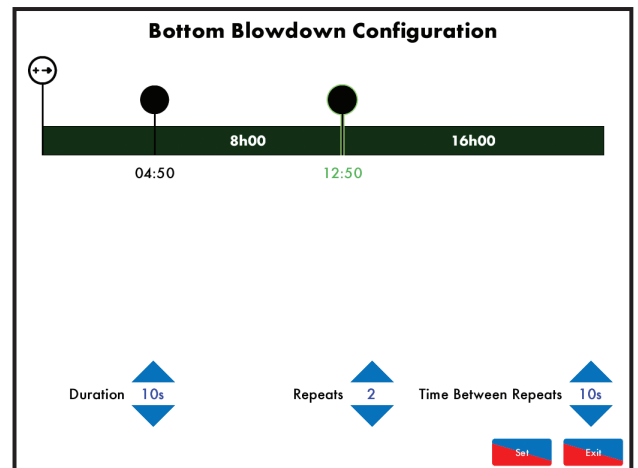 Bottom Blowdown Configuration
8h00 16h00
04:50 12:50
Duration 10s Repeats 2 Time Between Repeats 10s
Set Exit